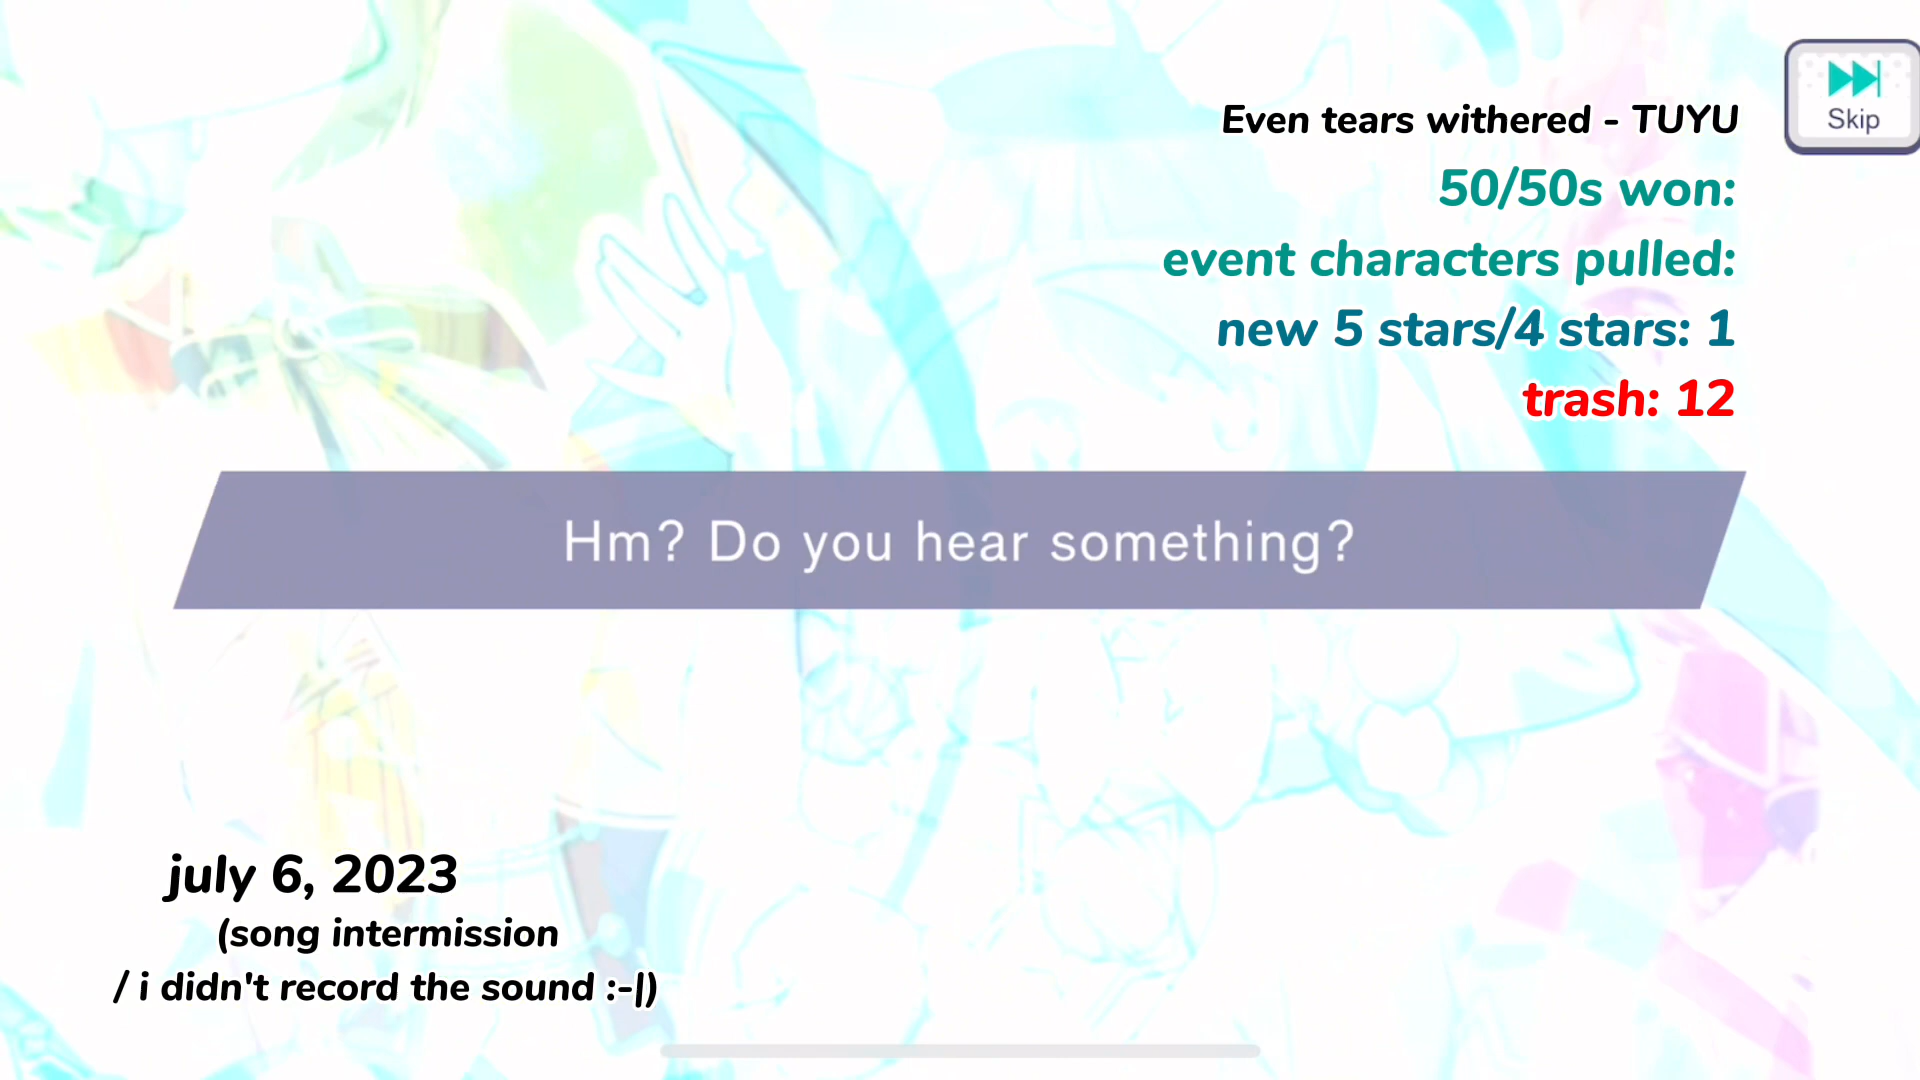 Skip
Even tears withered - TUYU
50/50s won:
event characters pulled:
new 5 stars/4 stars: 1
trash: 12
Hm? Do you hear something?
july 6, 2023
(song intermission
/ i didn't record the sound :-|)